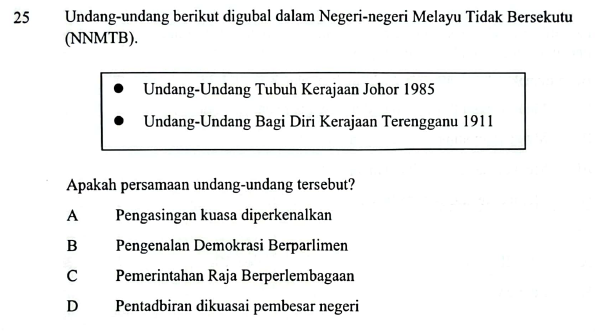 25 Undang-undang berikut digubal dalam Negeri-negeri Melayu Tidak Bersekutu
(NNMTB).
● Undang-Undang Tubuh Kerajaan Johor 1985
● Undang-Undang Bagi Diri Kerajaan Terengganu 1911
Apakah persamaan undang-undang tersebut?
A Pengasingan kuasa diperkenalkan
B Pengenalan Demokrasi Berparlimen
C Pemerintahan Raja Berperlembagaan
D Pentadbiran dikuasai pembesar negeri